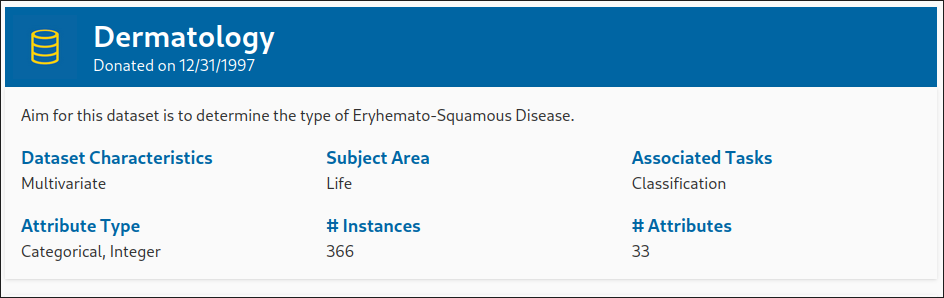 Dermatology
Donated on 12/31/1997
Aim for this dataset is to determine the type of Eryhemato-Squamous Disease.
Dataset Characteristics
Multivariate
Subject Area
Life
Associated Tasks
Classification
Attribute Type
Categorical, Integer
# Instances
366
# Attributes
33